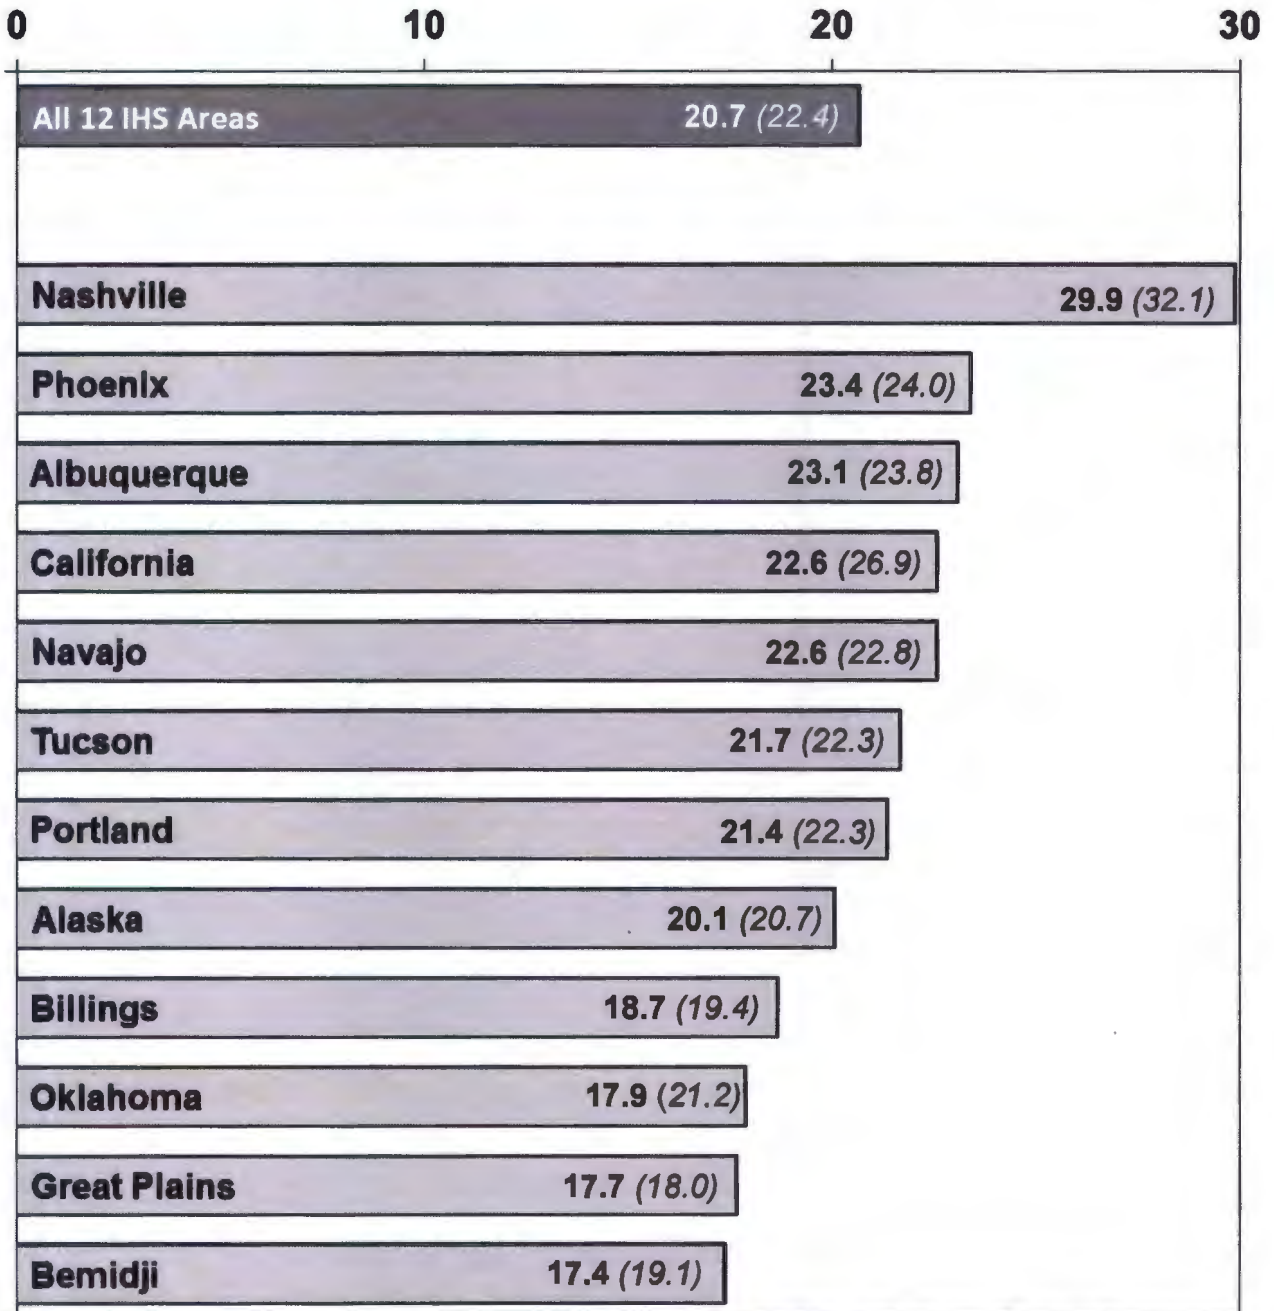 0 10 20 30
All 12 IHS Areas 20.7 (22.4)
Nashville 29.9 (32.1)
Phoenix 23.4 (24.0)
Albuquerque 23.1 (23.8)
California 22.6 (26.9)
Navajo 22.6 (22.8)
Tucson 21.7 (22.3)
Portland 21.4 (22.3)
Alaska 20.1 (20.7)
Billings 18.7 (19.4)
Oklahoma 17.9 (21.2)
Great Plains 17.7 (18.0)
Bemidji 17.4 (19.1)